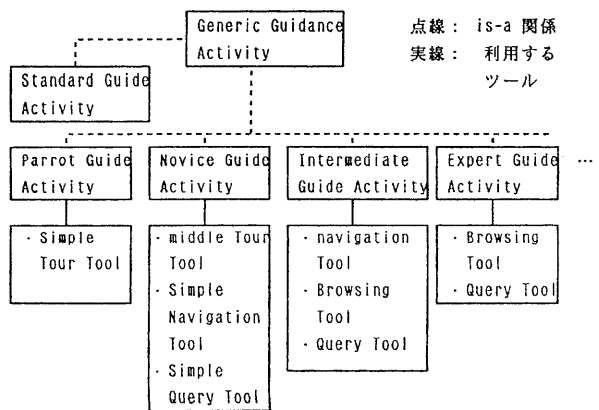 Generic Guidance
Activity
点線： is-a 関係
実線： 利用する
ツール
Standard Guide
Activity
Parrot Guide
Activity
Novice Guide
Activity
Intermediate
Guide Activity
Expert Guide
Activity
…
・Simple
Tour Tool
・middle Tour
Tool
・Simple
Navigation
Tool
・Simple
Query Tool
・navigation
Tool
・Browsing
Tool
・Query Tool
・Browsing
Tool
・Query Tool